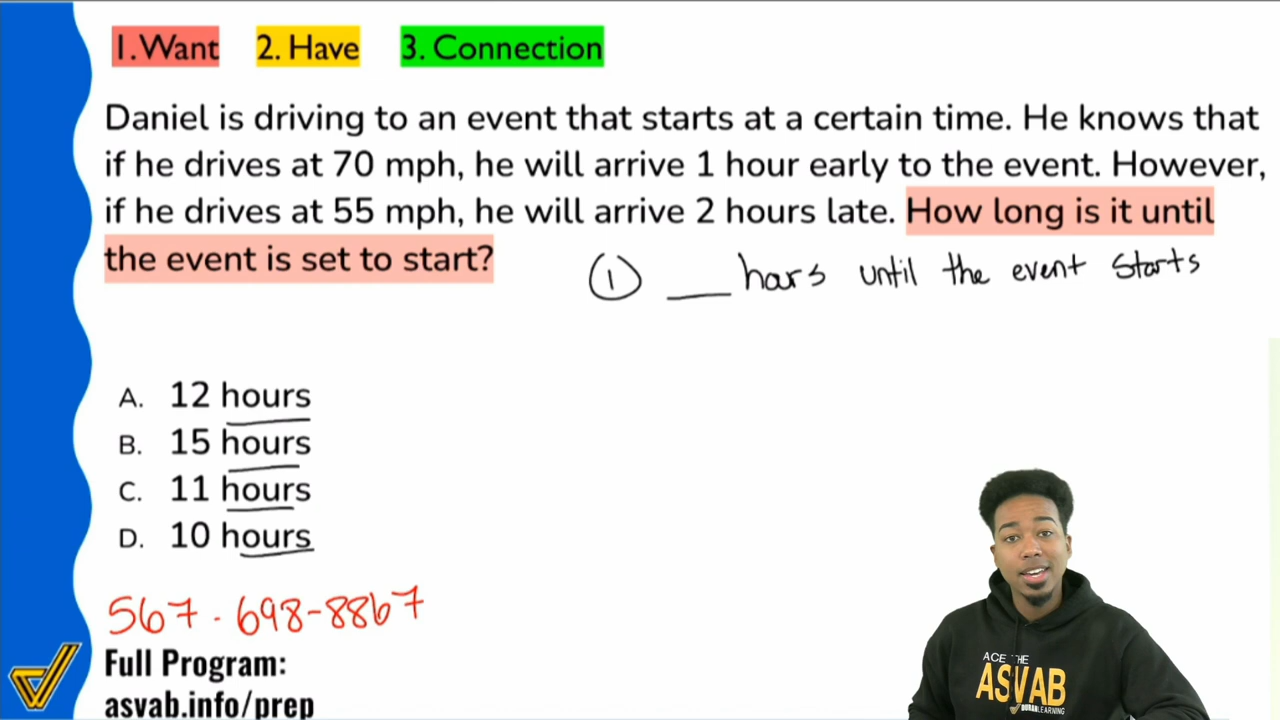 1. Want 2. Have 3. Connection
Daniel is driving to an event that starts at a certain time. He knows that
if he drives at 70 mph, he will arrive 1 hour early to the event. However,
if he drives at 55 mph, he will arrive 2 hours late. How long is it until
the event is set to start?
1 ___ hours until the event starts
A. 12 hours
B. 15 hours
C. 11 hours
D. 10 hours
567 - 698-8867
Full Program:
asvab.info/prep
ACE THE
ASVAB
DURANLEARNING